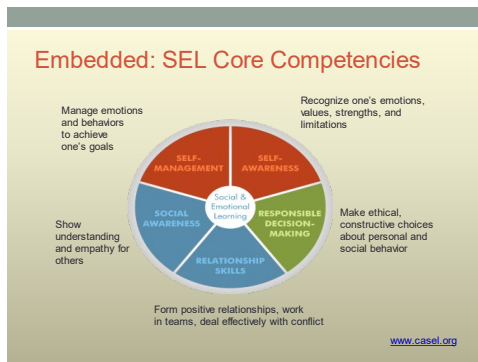 Embedded: SEL Core Competencies
Manage emotions
and behaviors
to achieve
one's goals
Recognize one's emotions,
values, strengths, and
limitations
SELF-
MANAGEMENT
SELF-
AWARENESS
Social &
Emotional
Learning
SOCIAL
AWARENESS
RESPONSIBLE
DECISION-
MAKING
RELATIONSHIP
SKILLS
Show
understanding
and empathy for
others
Make ethical,
constructive choices
about personal and
social behavior
Form positive relationships, work
in teams, deal effectively with conflict
www.casel.org